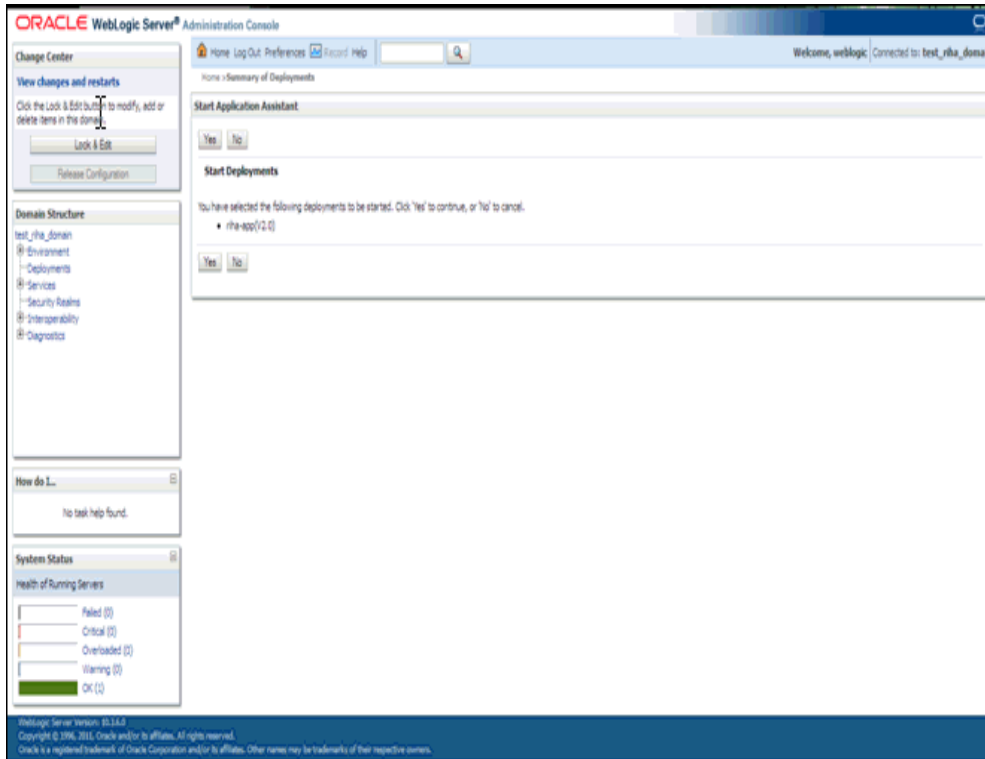 ORACLE WebLogic Server® Administration Console
Change Center
View changes and restarts
Click the Lock & Edit button to modify, add or
delete items in this domain.
Lock & Edit
Release Configuration
Domain Structure
test_riha_domain
Environment
Deployments
Services
Security Realms
Interoperability
Diagnostics
How do I...
No task help found.
System Status
Health of Running Servers
Failed (0)
Critical (0)
Overloaded (0)
Warning (0)
OK (1)
Home Log Out Preferences Record Help
Welcome, weblogic Connected to: test_riha_doma
Home >Summary of Deployments
Start Application Assistant
Yes No
Start Deployments
You have selected the following deployments to be started. Click 'Yes' to continue, or 'No' to cancel.
• riha-app(V2.0)
Yes No
WebLogic Server Version: 10.3.6.0
Copyright © 1996, 2011, Oracle and/or its affiliates. All rights reserved.
Oracle is a registered trademark of Oracle Corporation and/or its affiliates. Other names may be trademarks of their respective owners.